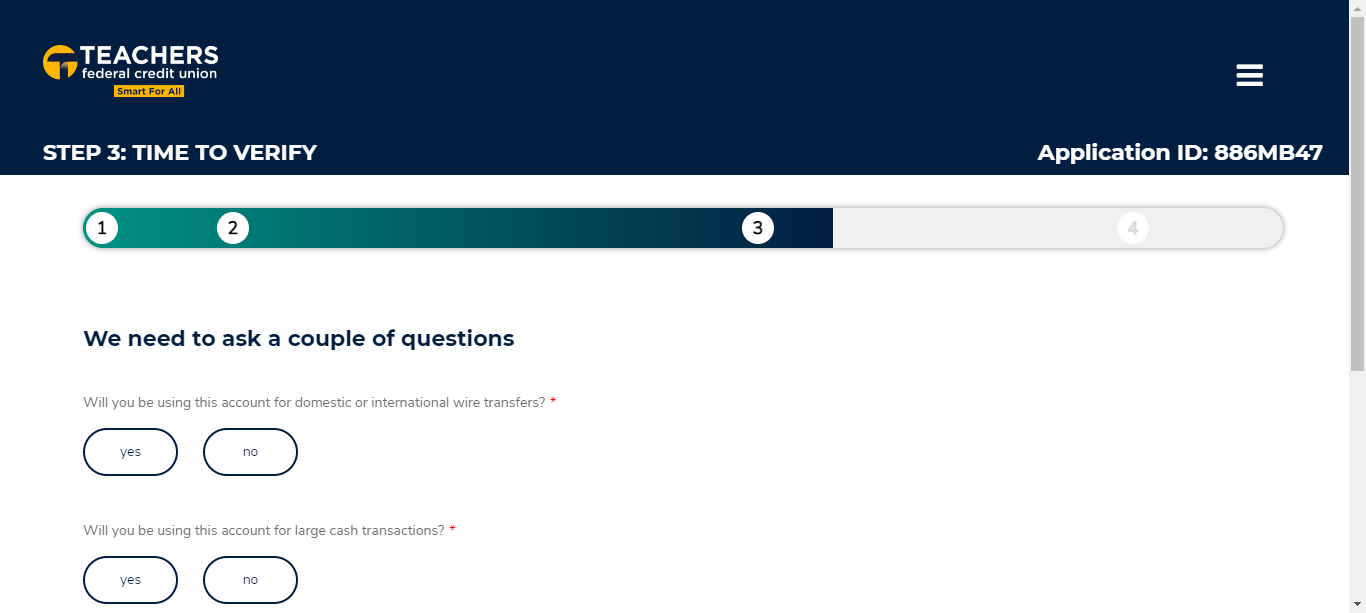 TEACHERS
federal credit union
Smart For All
STEP 3: TIME TO VERIFY
Application ID: 886MB47
1 2 3 4
We need to ask a couple of questions
Will you be using this account for domestic or international wire transfers? *
yes no
Will you be using this account for large cash transactions? *
yes no